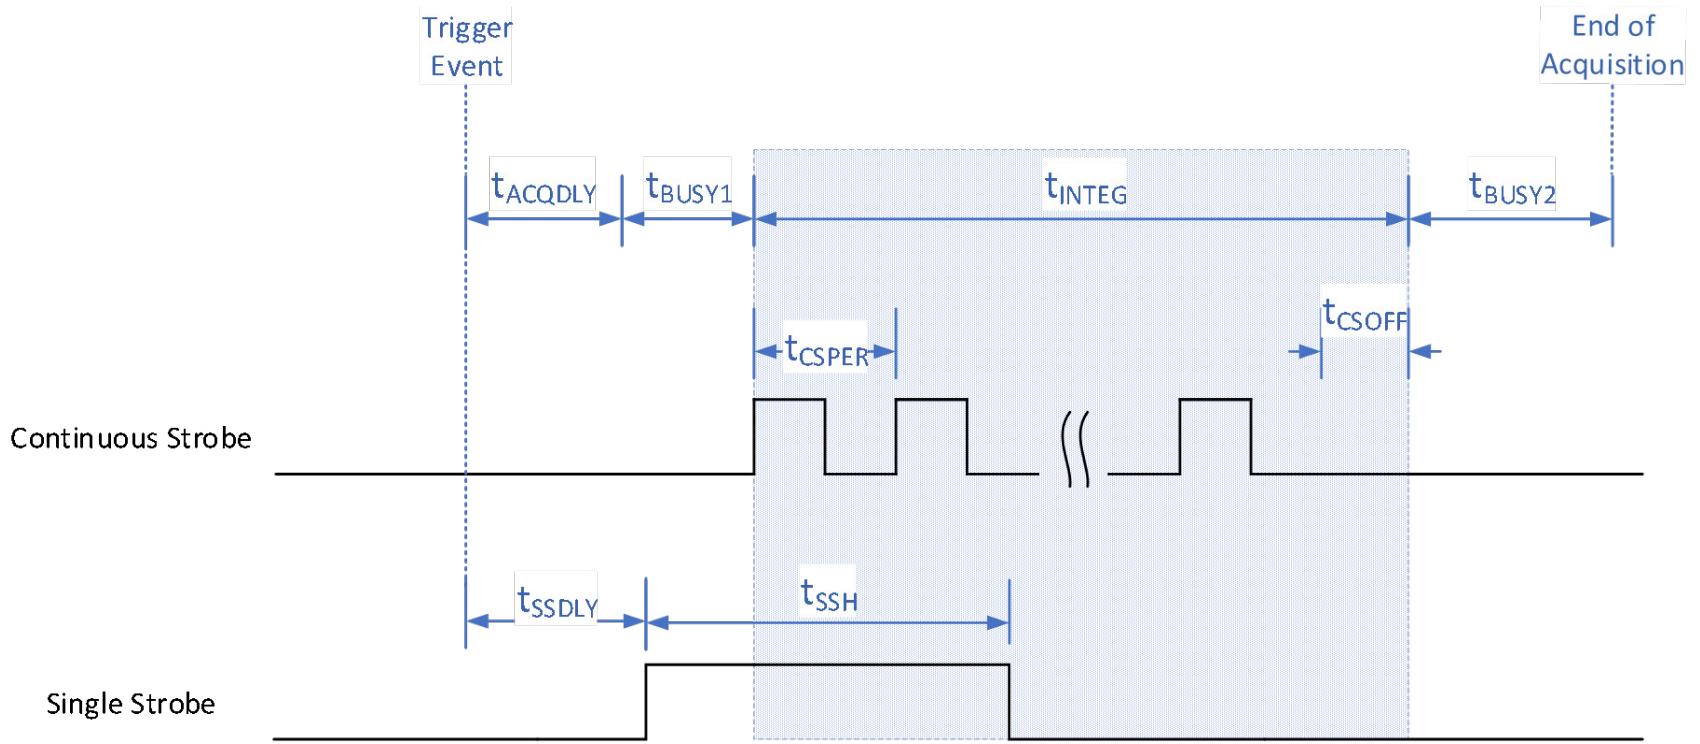 Trigger
Event
End of
Acquisition
tACQDLY
tBUSY1
tINTEG
tBUSY2
tCSOFF
tCSPER
Continuous Strobe
tSSDLY
tSSH
Single Strobe